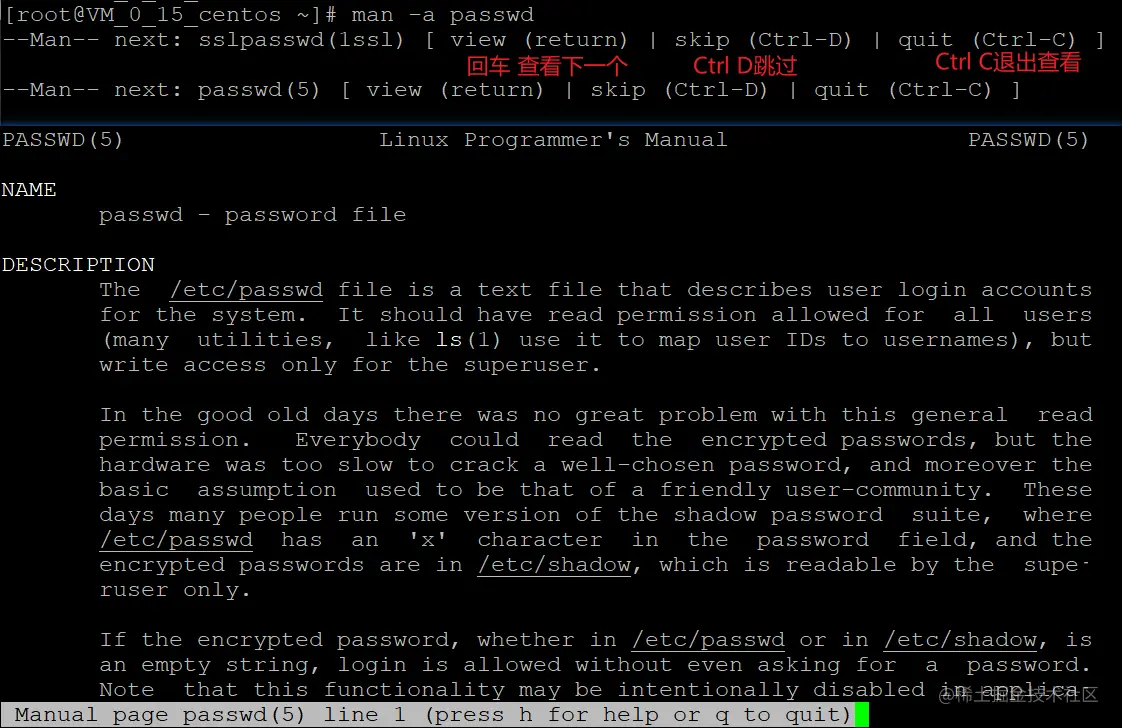 [root@VM_0_15_centos ~]# man -a passwd
--Man-- next: sslpasswd(1ssl) [ view (return) | skip (Ctrl-D) | quit (Ctrl-C) ]
回车 查看下一个 Ctrl D跳过 Ctrl C退出查看
--Man-- next: passwd(5) [ view (return) | skip (Ctrl-D) | quit (Ctrl-C) ]
PASSWD(5) Linux Programmer's Manual PASSWD(5)
NAME
passwd - password file
DESCRIPTION
The /etc/passwd file is a text file that describes user login accounts
for the system. It should have read permission allowed for all users
(many utilities, like ls(1) use it to map user IDs to usernames), but
write access only for the superuser.
In the good old days there was no great problem with this general read
permission. Everybody could read the encrypted passwords, but the
hardware was too slow to crack a well-chosen password, and moreover the
basic assumption used to be that of a friendly user-community. These
days many people run some version of the shadow password suite, where
/etc/passwd has an 'x' character in the password field, and the
encrypted passwords are in /etc/shadow, which is readable by the supe-
ruser only.
If the encrypted password, whether in /etc/passwd or in /etc/shadow, is
an empty string, login is allowed without even asking for a password.
Note that this functionality may be intentionally disabled in applica-
@稀土掘金技术社区
Manual page passwd(5) line 1 (press h for help or q to quit)